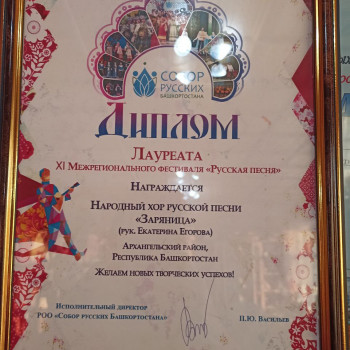 СОБОР
РУССКИХ
БАШКОРТОСТАНА
ДИПЛОМ
ЛАУРЕАТА
XI МЕЖРЕГИОНАЛЬНОГО ФЕСТИВАЛЯ «РУССКАЯ ПЕСНЯ»
НАГРАЖДАЕТСЯ
НАРОДНЫЙ ХОР РУССКОЙ ПЕСНИ
«ЗАРЯНИЦА»
(РУК. ЕКАТЕРИНА ЕГОРОВА)
АРХАНГЕЛЬСКИЙ РАЙОН,
РЕСПУБЛИКА БАШКОРТОСТАН
ЖЕЛАЕМ НОВЫХ ТВОРЧЕСКИХ УСПЕХОВ!
ИСПОЛНИТЕЛЬНЫЙ ДИРЕКТОР
РОО «СОБОР РУССКИХ БАШКОРТОСТАНА»
П.Ю. ВАСИЛЬЕВ